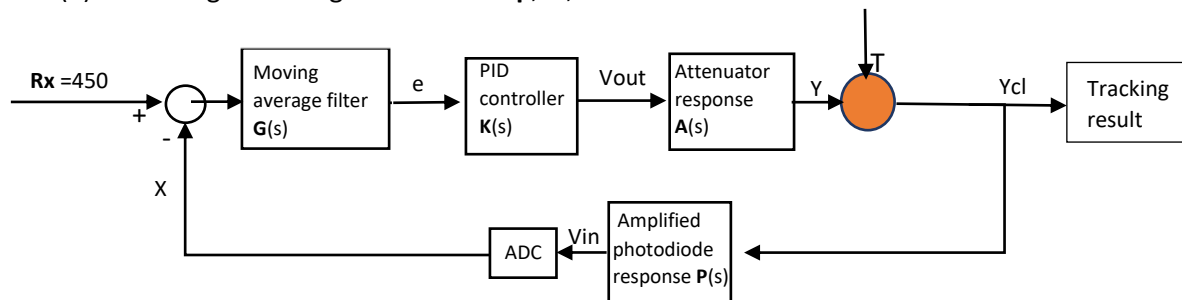 T
Rx =450
+
-
Moving
average filter
G(s)
e
PID
controller
K(s)
Vout
Attenuator
response
A(s)
Y
Ycl
Tracking
result
X
ADC
Vin
Amplified
photodiode
response P(s)